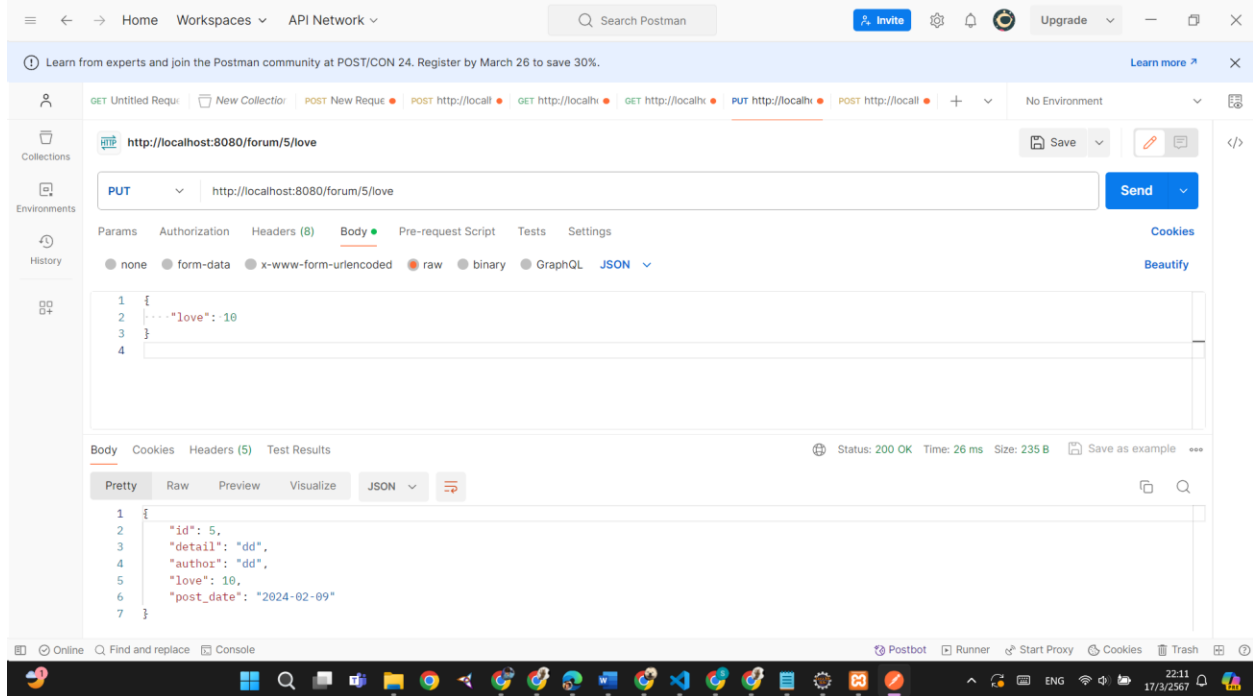 Home Workspaces API Network Search Postman Invite Upgrade
Learn from experts and join the Postman community at POST/CON 24. Register by March 26 to save 30%. Learn more
GET Untitled Reque New Collection POST New Reque POST http://locall GET http://localho GET http://localho PUT http://localho POST http://locall No Environment
HTTP http://localhost:8080/forum/5/love Save
Collections
PUT http://localhost:8080/forum/5/love Send
Environments
Params Authorization Headers (8) Body Pre-request Script Tests Settings Cookies
History
none form-data x-www-form-urlencoded raw binary GraphQL JSON Beautify
1 {
2 "love": 10
3 }
4
Body Cookies Headers (5) Test Results Status: 200 OK Time: 26 ms Size: 235 B Save as example
Pretty Raw Preview Visualize JSON
1 {
2 "id": 5,
3 "detail": "dd",
4 "author": "dd",
5 "love": 10,
6 "post_date": "2024-02-09"
7 }
Online Find and replace Console Postbot Runner Start Proxy Cookies Trash
1 ENG 22:11
17/3/2567